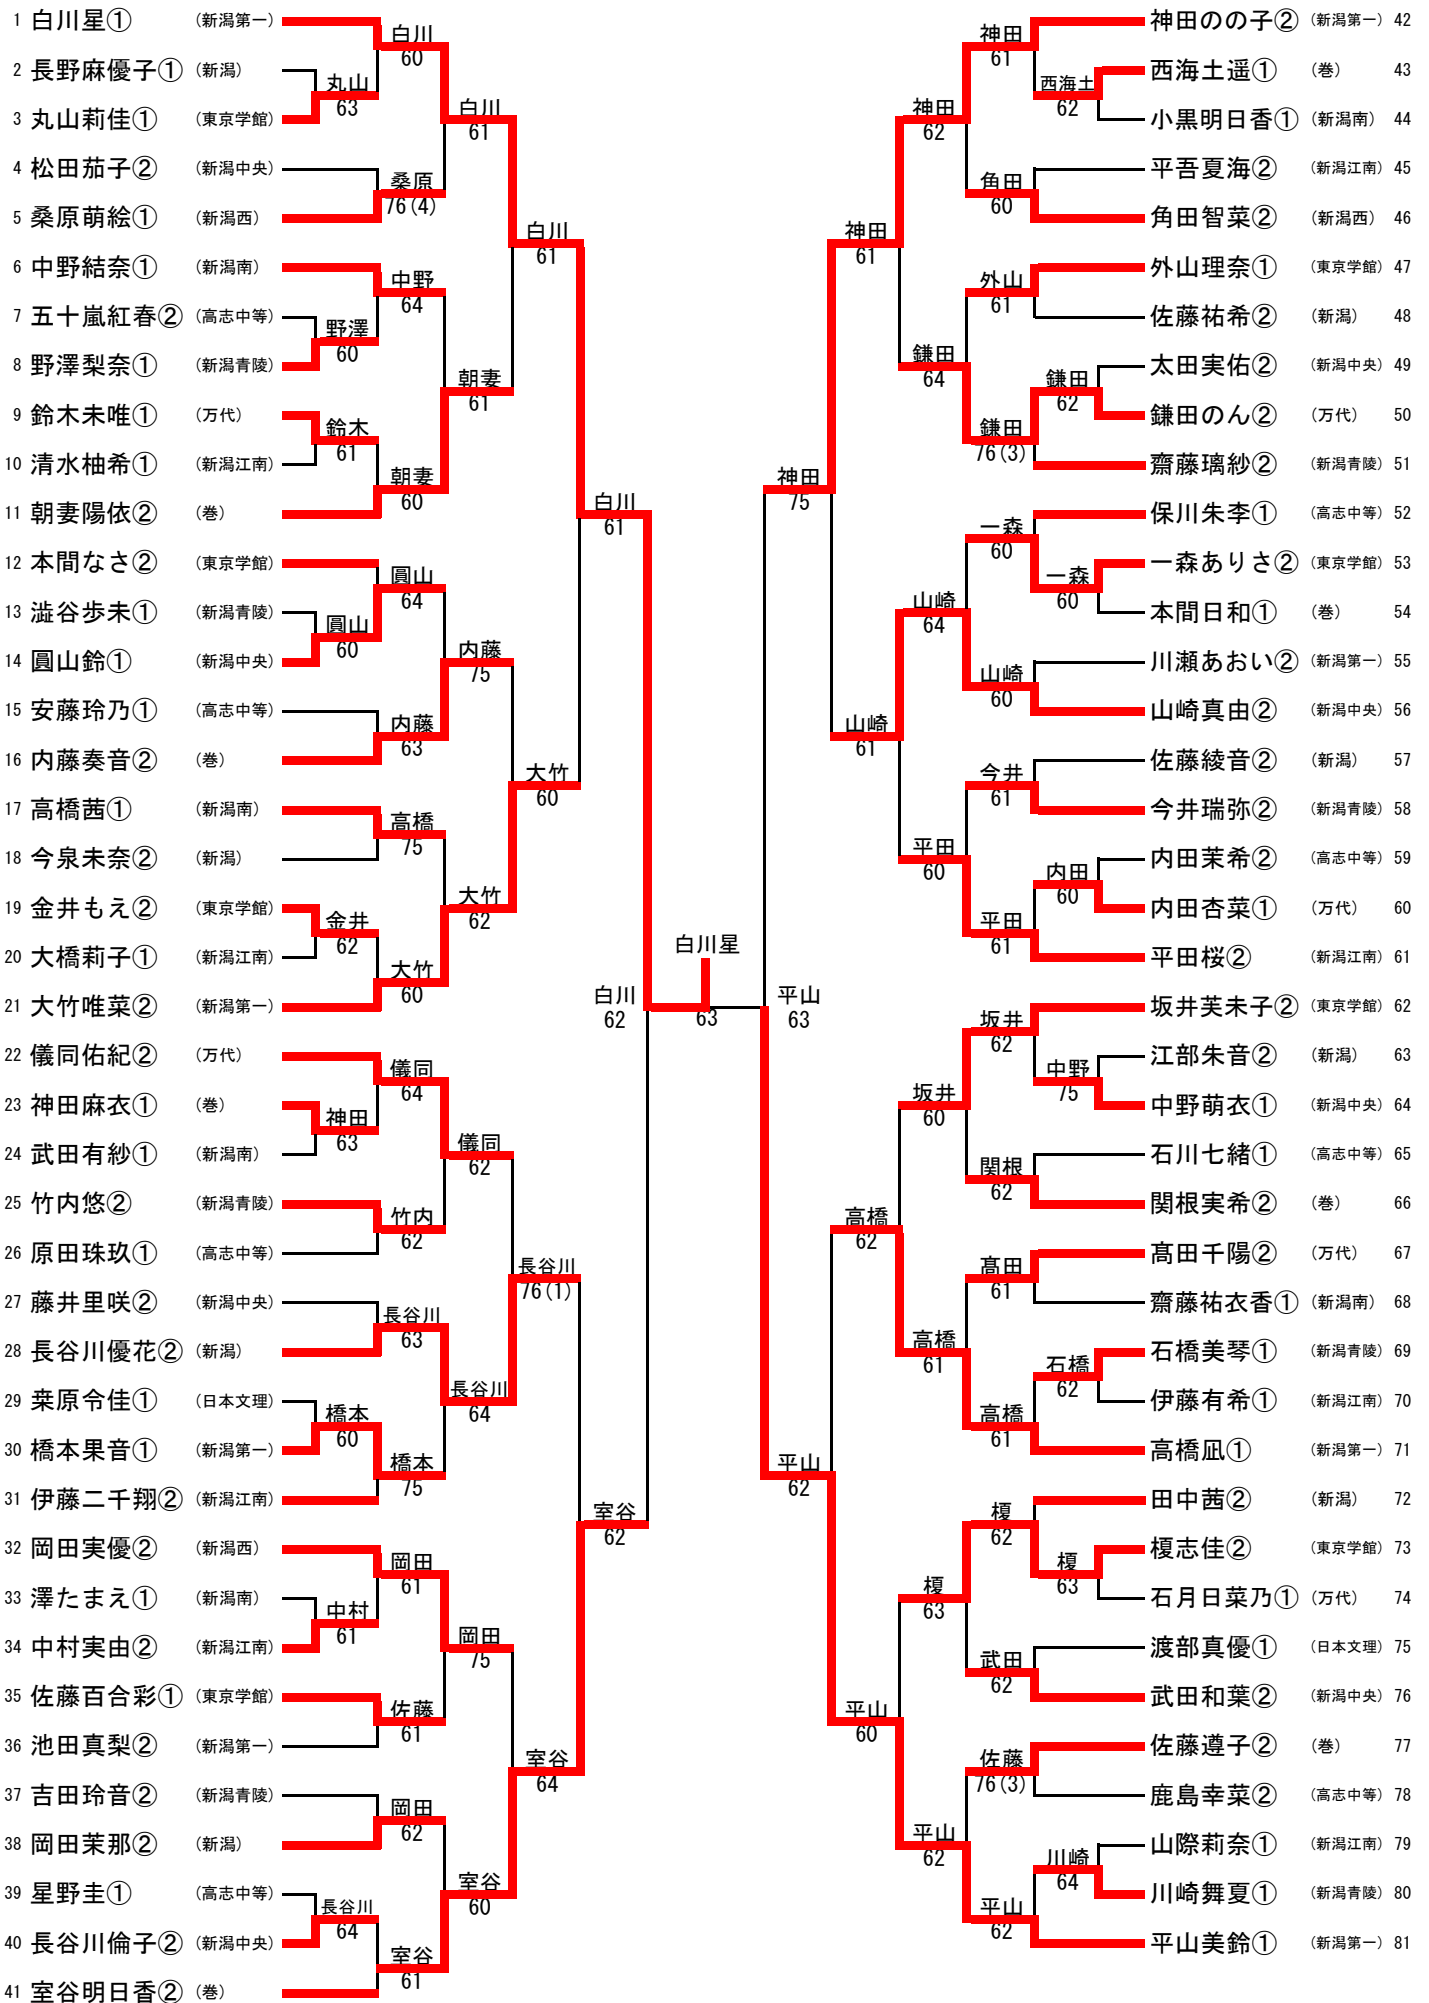 1 白川星① (新潟第一)
2 長野麻優子① (新潟)
3 丸山莉佳① (東京学館)
4 松田茄子② (新潟中央)
5 桑原萌絵① (新潟西)
6 中野結奈① (新潟南)
7 五十嵐紅春② (高志中等)
8 野澤梨奈① (新潟青陵)
9 鈴木未唯① (万代)
10 清水柚希① (新潟江南)
11 朝妻陽依② (巻)
12 本間なさ② (東京学館)
13 澁谷歩未① (新潟青陵)
14 圓山鈴① (新潟中央)
15 安藤玲乃① (高志中等)
16 内藤奏音② (巻)
17 高橋茜① (新潟南)
18 今泉未奈② (新潟)
19 金井もえ② (東京学館)
20 大橋莉子① (新潟江南)
21 大竹唯菜② (新潟第一)
22 儀同佑紀② (万代)
23 神田麻衣① (巻)
24 武田有紗① (新潟南)
25 竹内悠② (新潟青陵)
26 原田珠玖① (高志中等)
27 藤井里咲② (新潟中央)
28 長谷川優花② (新潟)
29 桒原令佳① (日本文理)
30 橋本果音① (新潟第一)
31 伊藤二千翔② (新潟江南)
32 岡田実優② (新潟西)
33 澤たまえ① (新潟南)
34 中村実由② (新潟江南)
35 佐藤百合彩① (東京学館)
36 池田真梨② (新潟第一)
37 吉田玲音② (新潟青陵)
38 岡田茉那② (新潟)
39 星野圭① (高志中等)
40 長谷川倫子② (新潟中央)
41 室谷明日香② (巻)
丸山
63
野澤
60
鈴木
61
圓山
60
金井
62
神田
63
橋本
60
中村
61
長谷川
64
白川
60
桑原
76(4)
中野
64
朝妻
60
圓山
64
内藤
63
高橋
75
大竹
60
儀同
64
竹内
62
長谷川
63
橋本
75
岡田
61
佐藤
61
岡田
62
室谷
61
白川
61
朝妻
61
内藤
75
大竹
62
儀同
62
長谷川
64
岡田
75
室谷
60
白川
61
大竹
60
長谷川
76(1)
室谷
64
白川
61
室谷
62
白川
62
白川星
63
平山
63
神田
75
平山
62
神田
61
山崎
61
高橋
62
平山
60
神田
62
鎌田
64
山崎
64
平田
60
坂井
60
高橋
61
榎
63
平山
62
神田
61
角田
60
外山
61
鎌田
76(3)
一森
60
山崎
60
今井
61
平田
61
坂井
62
関根
62
髙田
61
高橋
61
榎
62
武田
62
佐藤
76(3)
平山
62
西海土
62
鎌田
62
一森
60
内田
60
中野
75
石橋
62
榎
63
川崎
64
神田のの子② (新潟第一) 42
西海土遥① (巻) 43
小黒明日香① (新潟南) 44
平吾夏海② (新潟江南) 45
角田智菜② (新潟西) 46
外山理奈① (東京学館) 47
佐藤祐希② (新潟) 48
太田実佑② (新潟中央) 49
鎌田のん② (万代) 50
齋藤璃紗② (新潟青陵) 51
保川朱李① (高志中等) 52
一森ありさ② (東京学館) 53
本間日和① (巻) 54
川瀬あおい② (新潟第一) 55
山崎真由② (新潟中央) 56
佐藤綾音② (新潟) 57
今井瑞弥② (新潟青陵) 58
内田茉希② (高志中等) 59
内田杏菜① (万代) 60
平田桜② (新潟江南) 61
坂井芙未子② (東京学館) 62
江部朱音② (新潟) 63
中野萌衣① (新潟中央) 64
石川七緒① (高志中等) 65
関根実希② (巻) 66
髙田千陽② (万代) 67
齋藤祐衣香① (新潟南) 68
石橋美琴① (新潟青陵) 69
伊藤有希① (新潟江南) 70
高橋凪① (新潟第一) 71
田中茜② (新潟) 72
榎志佳② (東京学館) 73
石月日菜乃① (万代) 74
渡部真優① (日本文理) 75
武田和葉② (新潟中央) 76
佐藤遵子② (巻) 77
鹿島幸菜② (高志中等) 78
山際莉奈① (新潟江南) 79
川崎舞夏① (新潟青陵) 80
平山美鈴① (新潟第一) 81